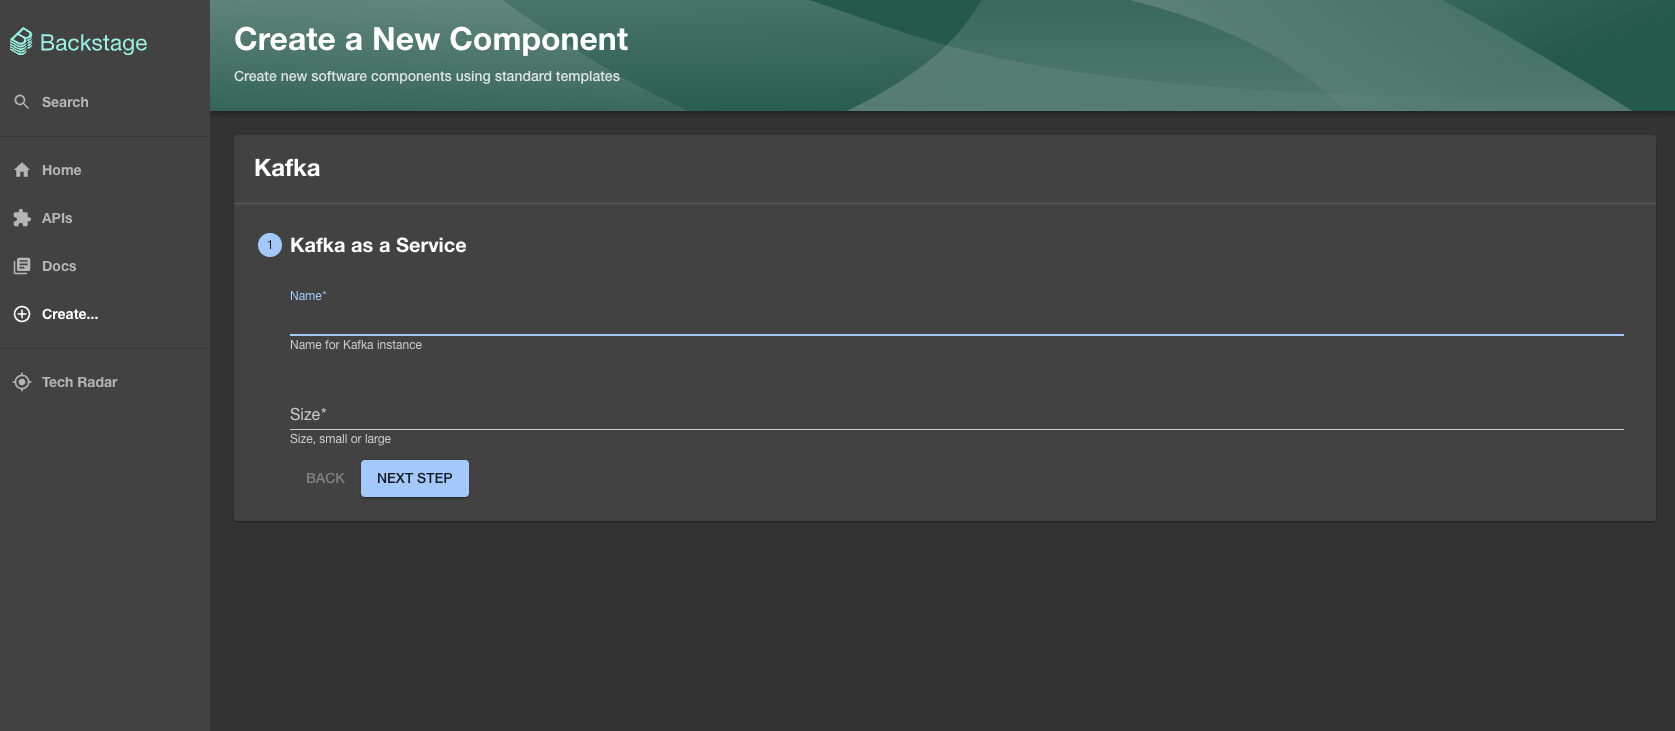 Backstage
Search
Home
APIs
Docs
Create...
Tech Radar
Create a New Component
Create new software components using standard templates
Kafka
1 Kafka as a Service
Name*
Name for Kafka instance
Size*
Size, small or large
BACK NEXT STEP